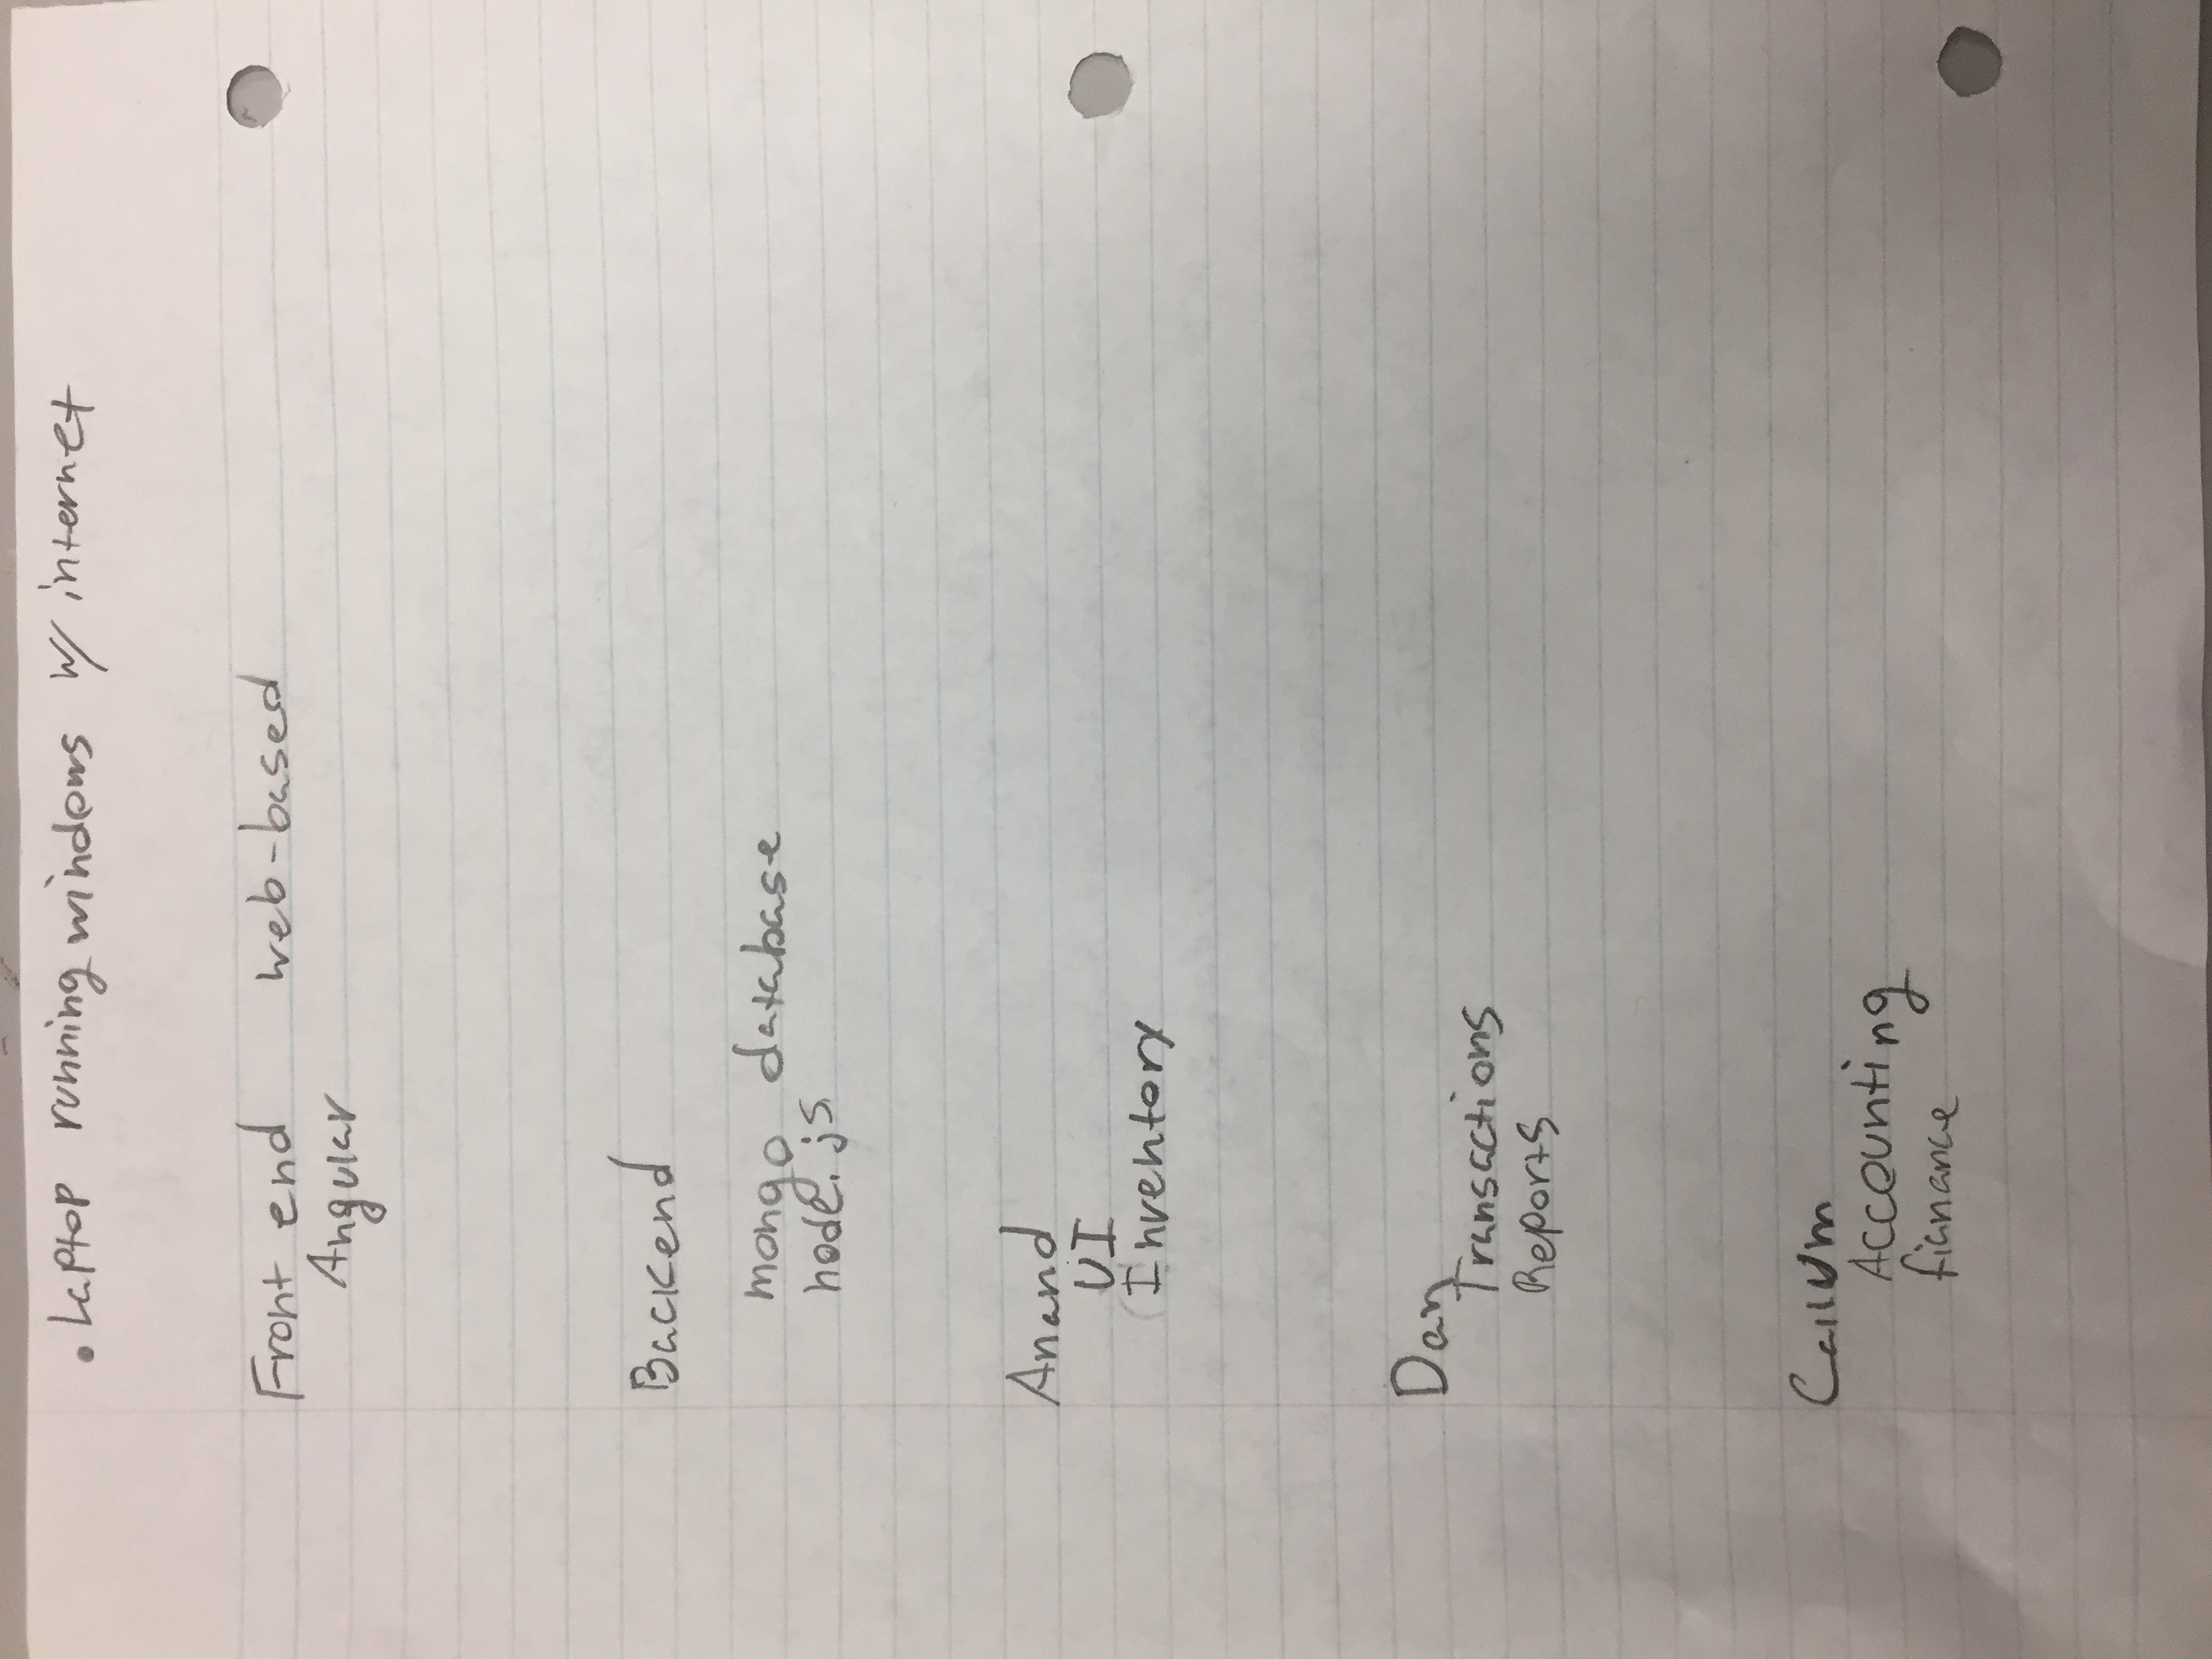 • Laptop running windows w/ internet
Front end web-based
Angular
Backend
mongo database
node.js
Anand
UI
Inventory
Dan
Transactions
Reports
Callum
Accounting
finance